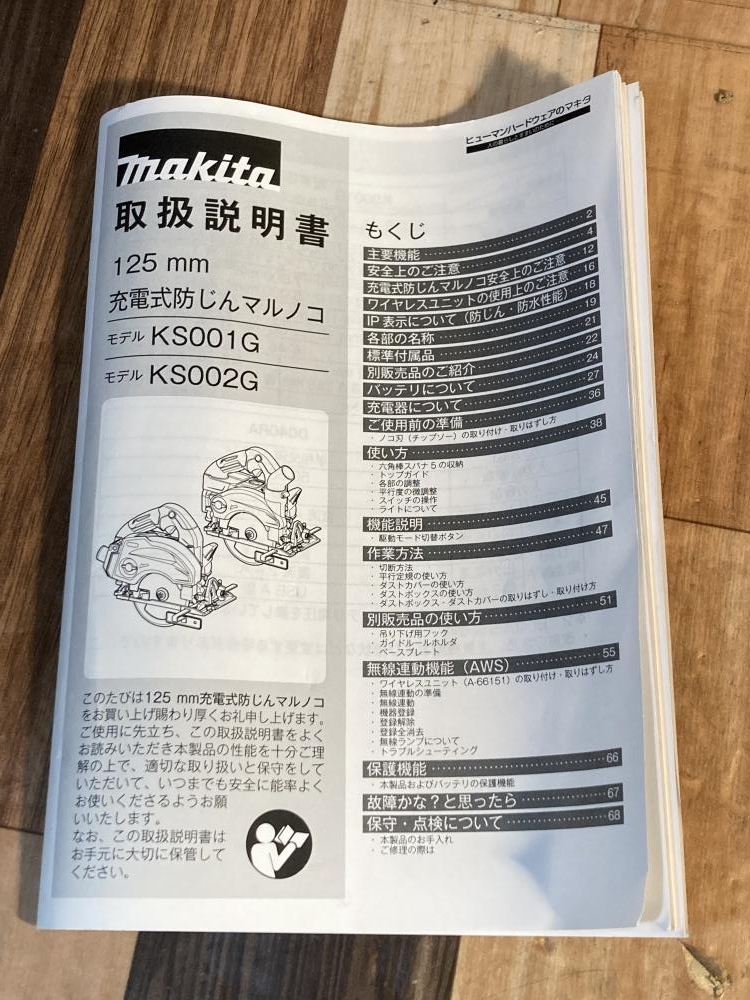 makita
取扱説明書
125 mm
充電式防じんマルノコ
モデル KS001G
モデル KS002G
このたびは125 mm充電式防じんマルノコ
をお買い上げ賜わり厚くお礼申し上げます。
ご使用に先立ち、この取扱説明書をよく
お読みいただき本製品の性能を十分ご理
解の上で、適切な取り扱いと保守をして
いただいて、いつまでも安全に能率よく
お使いくださるようお願
いいたします。
なお、この取扱説明書は
お手元に大切に保管して
ください。
ヒューマンハードウェアのマキタ
もくじ
主要機能 2
安全上のご注意 4
充電式防じんマルノコ安全上のご注意 12
ワイヤレスユニットの使用上のご注意 16
IP 表示について（防じん・防水性能） 18
各部の名称 19
標準付属品 21
別販売品のご紹介 22
バッテリについて 24
充電器について 27
ご使用前の準備 36
・ノコ刃（チップソー）の取り付け・取りはずし方
使い方 38
・六角棒スパナ 5 の収納
・トップガイド
・各部の調整
・平行度の微調整
・スイッチの操作
・ライトについて
機能説明 45
・駆動モード切替ボタン
作業方法 47
・切断方法
・平行定規の使い方
・ダストカバーの使い方
・ダストボックスの使い方
・ダストボックス・ダストカバーの取りはずし・取り付け方
別販売品の使い方 51
・吊り下げ用フック
・ガイドルールホルダ
・ベースプレート
無線連動機能（AWS） 55
・ワイヤレスユニット（A-66151）の取り付け・取りはずし方
・無線連動の準備
・無線連動
・機器登録
・登録解除
・登録全消去
・無線ランプについて
・トラブルシューティング
保護機能 66
・本製品およびバッテリの保護機能
故障かな？と思ったら 67
保守・点検について 68
・本製品のお手入れ
・ご修理の際は